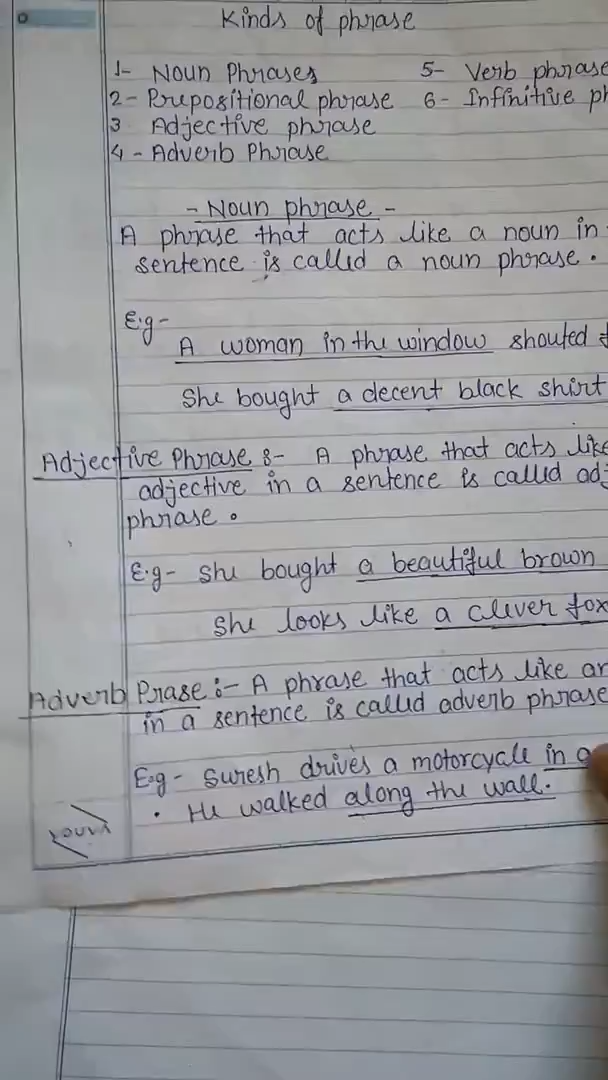 Kinds of phrase
1- Noun Phrases 5- Verb phrase
2- Prepositional phrase 6- Infinitive ph
3 Adjective phrase
4- Adverb Phrase
- Noun phrase -
A phrase that acts like a noun in
sentence is called a noun phrase.
E.g-
A woman in the window shouted
She bought a decent black shirt
Adjective Phrase :- A phrase that acts like
adjective in a sentence is called adj
phrase.
E.g- She bought a beautiful brown
She looks like a clever fox
Adverb Prase :- A phrase that acts like an
in a sentence is called adverb phrase
E.g- Suresh drives a motorcycle in a
• He walked along the wall.